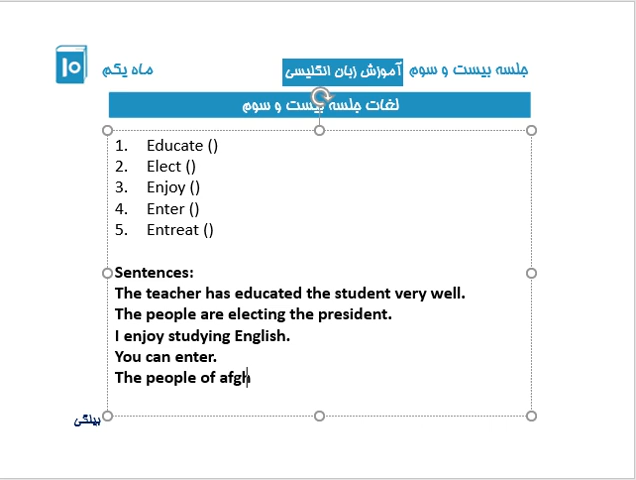 جلسه بیست و سوم آموزش زبان انگلیسی ماه یکم ۱۰
لغات جلسه بیست و سوم
1. Educate ()
2. Elect ()
3. Enjoy ()
4. Enter ()
5. Entreat ()
Sentences:
The teacher has educated the student very well.
The people are electing the president.
I enjoy studying English.
You can enter.
The people of afgh
بیلگی